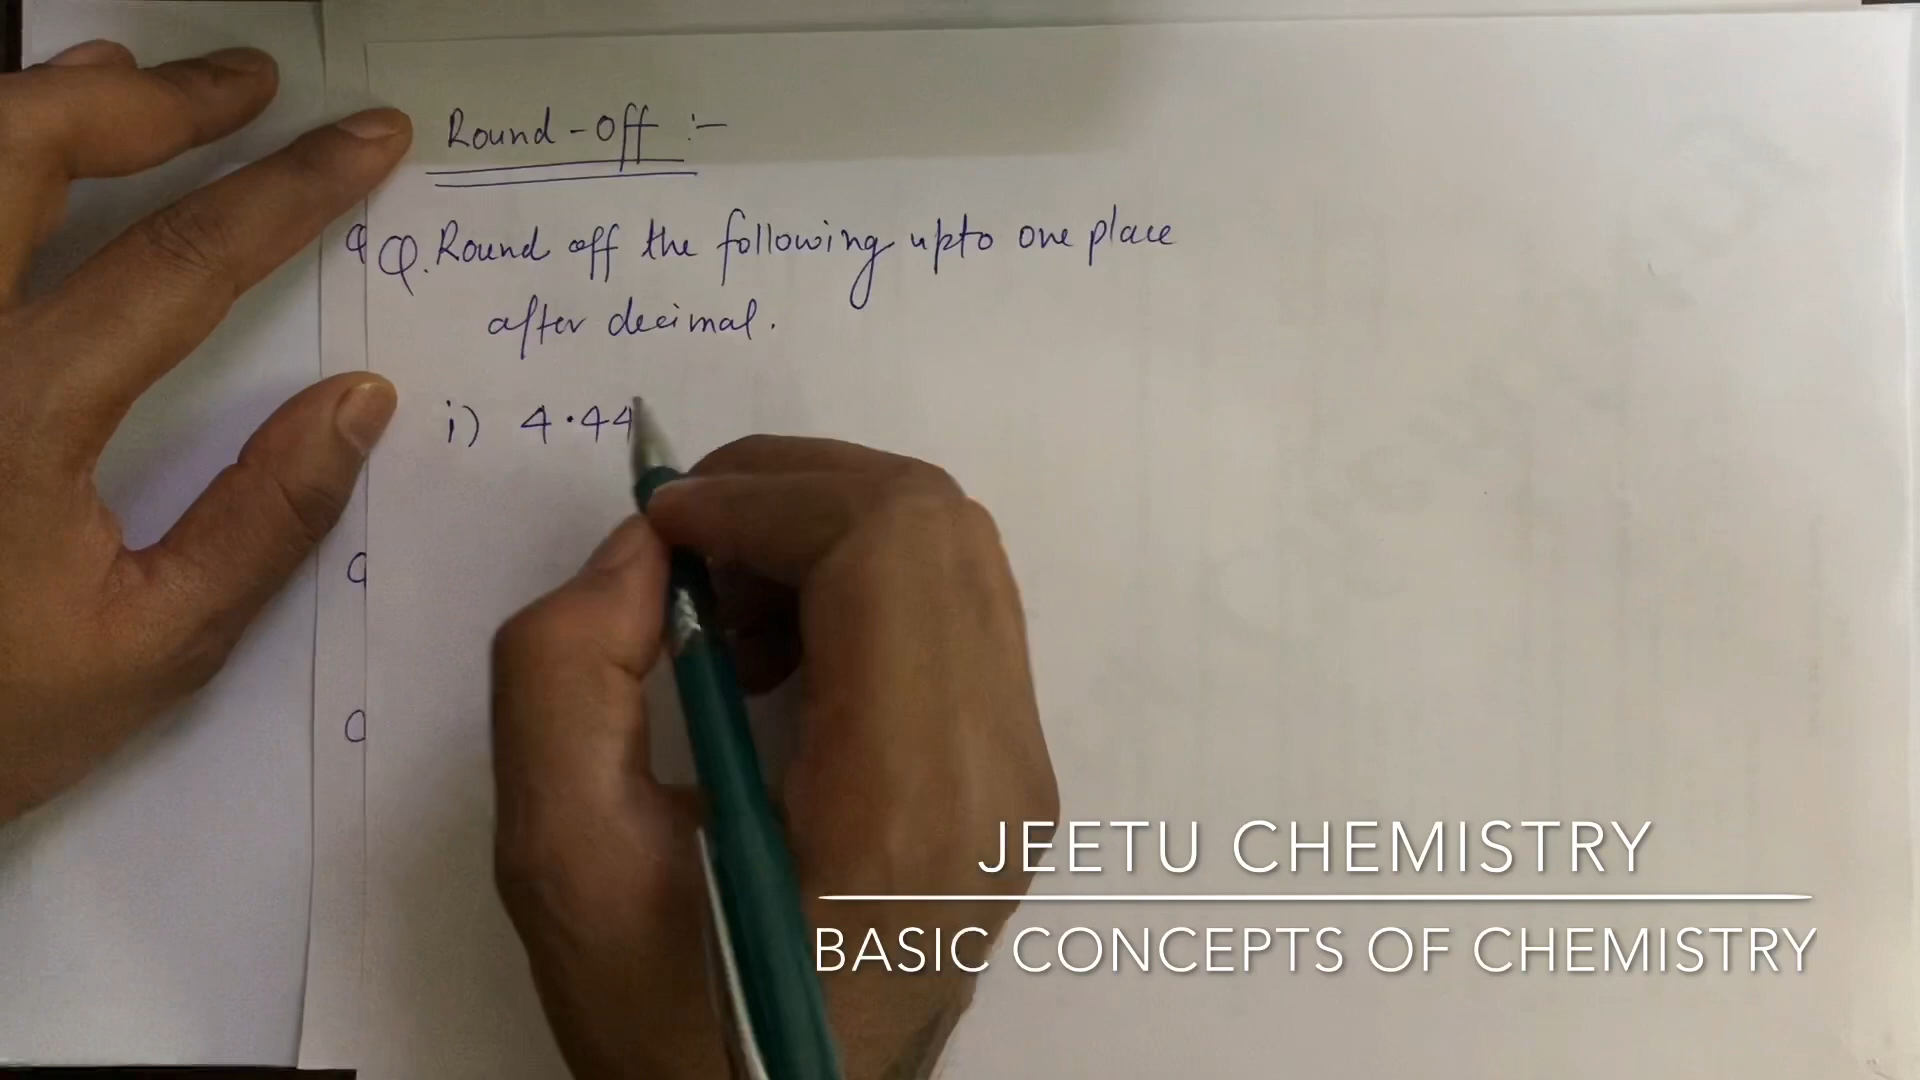 Round-Off :-
Q. Round off the following upto one place
after decimal.
i) 4.44
JEETU CHEMISTRY
BASIC CONCEPTS OF CHEMISTRY